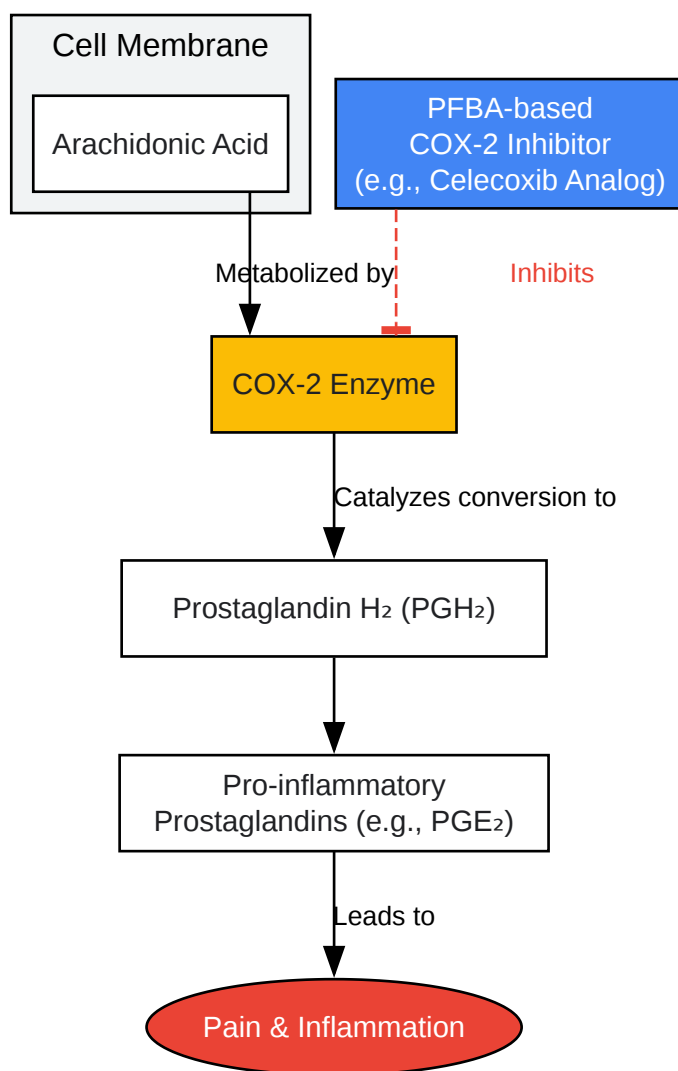 Cell Membrane
Arachidonic Acid
PFBA-based
COX-2 Inhibitor
(e.g., Celecoxib Analog)
Metabolized by
Inhibits
COX-2 Enzyme
Catalyzes conversion to
Prostaglandin H₂ (PGH₂)
Pro-inflammatory
Prostaglandins (e.g., PGE₂)
Leads to
Pain & Inflammation